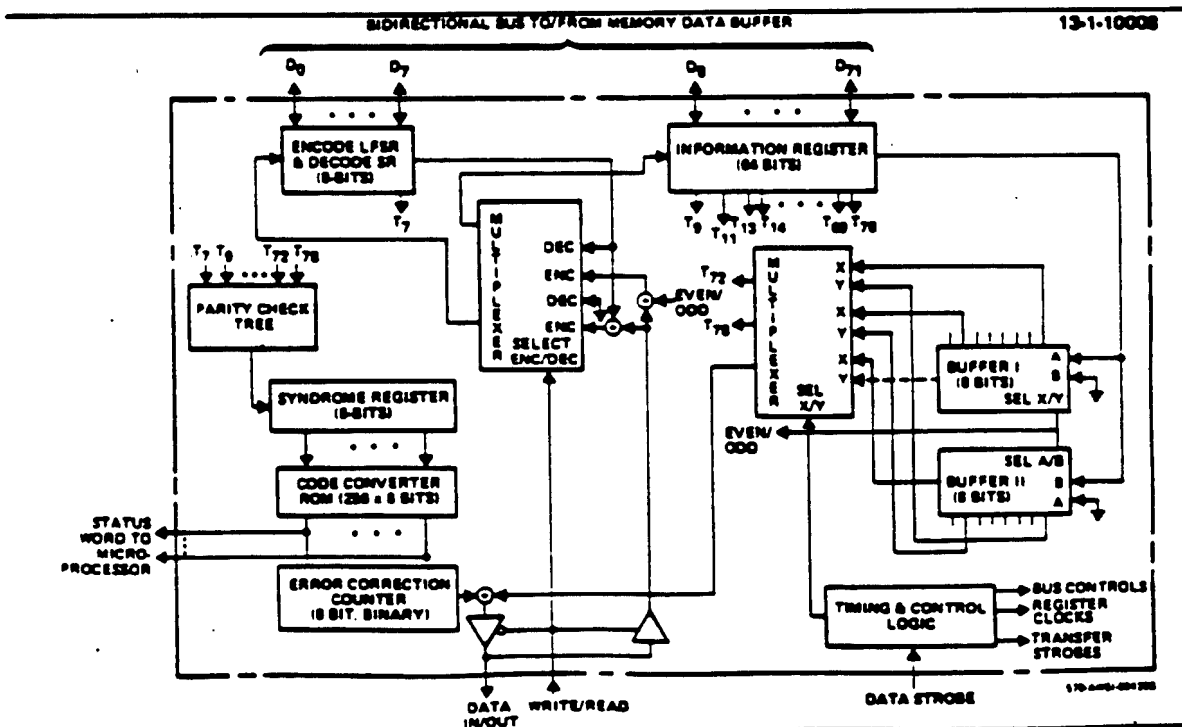 BIDIRECTIONAL BUS TO/FROM MEMORY DATA BUFFER
13-1-10008
D0
D7
D8
D71
ENCODE LFSR
& DECODE SR
(8-BITS)
INFORMATION REGISTER
(64 BITS)
T7
T9
T11
T13
T14
T69
T78
T7
T9
T72
T78
PARITY CHECK
TREE
MULTIPLEXER
DEC
ENC
DEC
ENC
SELECT
ENC/DEC
EVEN/
ODD
T72
T78
MULTIPLEXER
X
Y
X
Y
X
Y
SEL
X/Y
BUFFER I
(8 BITS)
A
B
SEL X/Y
EVEN/
ODD
SEL A/B
BUFFER II
(8 BITS)
B
A
SYNDROME REGISTER
(8-BITS)
CODE CONVERTER
ROM (256 x 8 BITS)
STATUS
WORD TO
MICRO-
PROCESSOR
ERROR CORRECTION
COUNTER
(8 BIT, BINARY)
TIMING & CONTROL
LOGIC
BUS CONTROLS
REGISTER
CLOCKS
TRANSFER
STROBES
DATA
IN/OUT
WRITE/READ
DATA STROBE